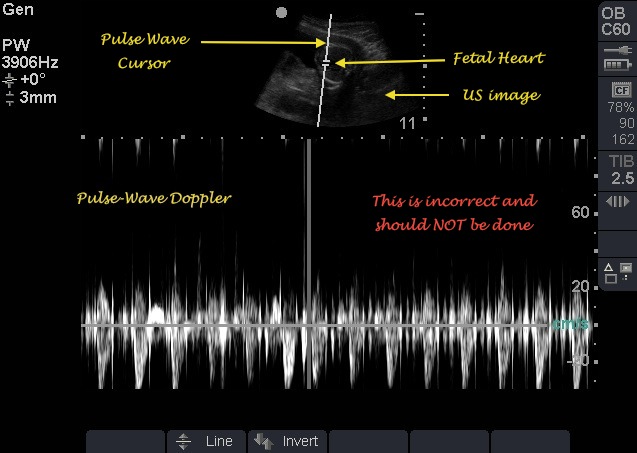 Gen
PW
3906Hz
+0°
3mm
Pulse Wave
Cursor
Fetal Heart
US image
11
OB
C60
CF
78%
90
162
TIB
2.5
Pulse-Wave Doppler
This is incorrect and
should NOT be done
60
20
cm/s
-20
Line
Invert